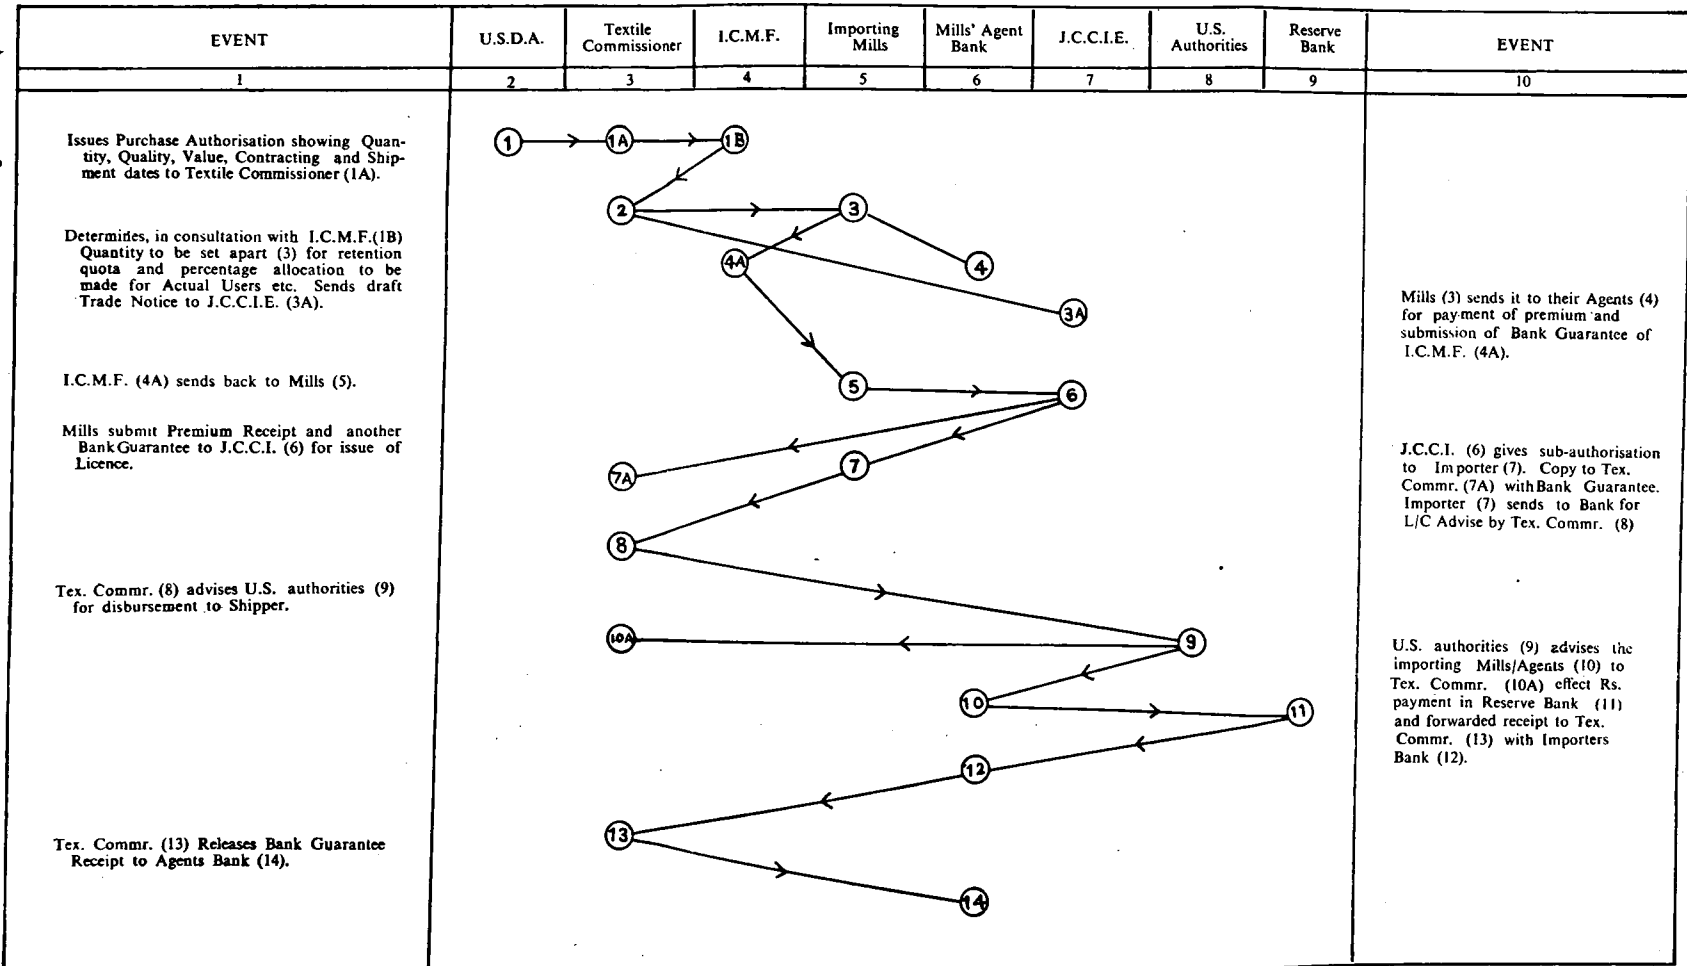 EVENT
U.S.D.A.
Textile
Commissioner
I.C.M.F.
Importing
Mills
Mills' Agent
Bank
J.C.C.I.E.
U.S.
Authorities
Reserve
Bank
EVENT
1
2
3
4
5
6
7
8
9
10
Issues Purchase Authorisation showing Quan-
tity, Quality, Value, Contracting and Ship-
ment dates to Textile Commissioner (1A).
Determines, in consultation with I.C.M.F.(1B)
Quantity to be set apart (3) for retention
quota and percentage allocation to be
made for Actual Users etc. Sends draft
Trade Notice to J.C.C.I.E. (3A).
I.C.M.F. (4A) sends back to Mills (5).
Mills submit Premium Receipt and another
Bank Guarantee to J.C.C.I. (6) for issue of
Licence.
Tex. Commr. (8) advises U.S. authorities (9)
for disbursement to Shipper.
Tex. Commr. (13) Releases Bank Guarantee
Receipt to Agents Bank (14).
1
1A
1B
2
3
4A
4
3A
5
6
7
7A
8
10A
9
10
11
12
13
14
Mills (3) sends it to their Agents (4)
for payment of premium and
submission of Bank Guarantee of
I.C.M.F. (4A).
J.C.C.I. (6) gives sub-authorisation
to Importer (7). Copy to Tex.
Commr. (7A) with Bank Guarantee.
Importer (7) sends to Bank for
L/C Advise by Tex. Commr. (8)
U.S. authorities (9) advises the
importing Mills/Agents (10) to
Tex. Commr. (10A) effect Rs.
payment in Reserve Bank (11)
and forwarded receipt to Tex.
Commr. (13) with Importers
Bank (12).